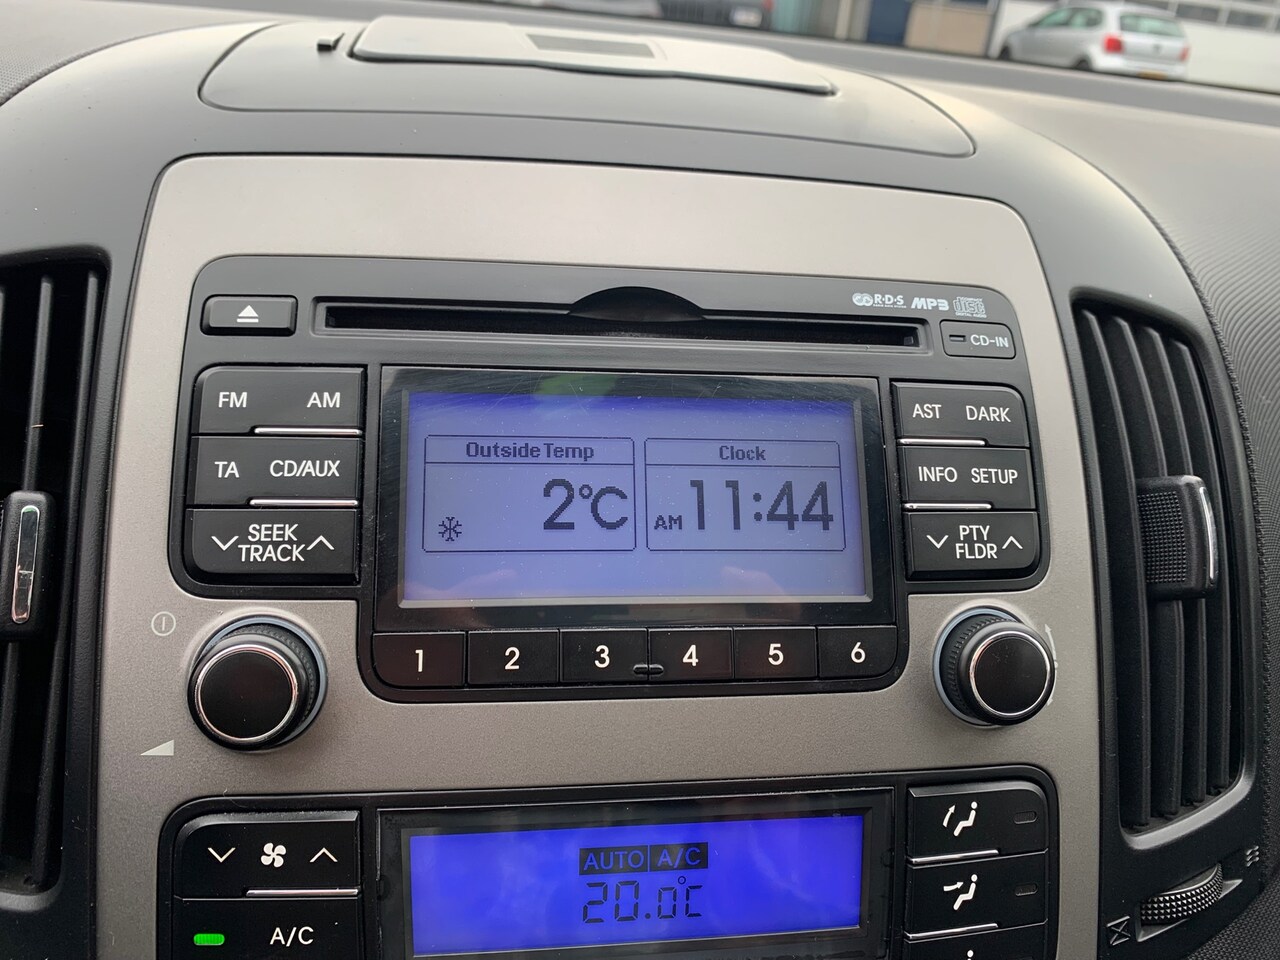 R·D·S MP3 disc
CD-IN
FM AM
AST DARK
TA CD/AUX
INFO SETUP
SEEK
TRACK
PTY
FLDR
Outside Temp
Clock
2°C
AM 11:44
1 2 3 4 5 6
AUTO A/C
20.0°C
A/C